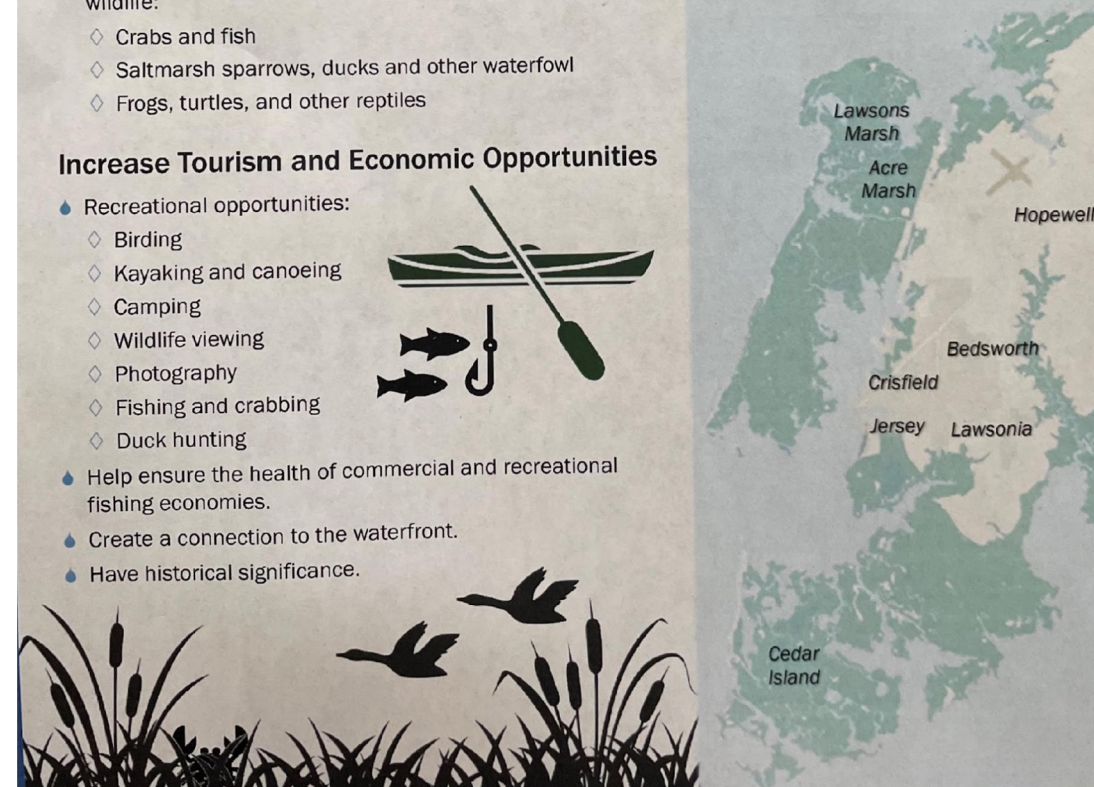 wildlife:
Crabs and fish
Saltmarsh sparrows, ducks and other waterfowl
Frogs, turtles, and other reptiles
Increase Tourism and Economic Opportunities
Recreational opportunities:
Birding
Kayaking and canoeing
Camping
Wildlife viewing
Photography
Fishing and crabbing
Duck hunting
Help ensure the health of commercial and recreational
fishing economies.
Create a connection to the waterfront.
Have historical significance.
Lawsons
Marsh
Acre
Marsh
Hopewell
Bedsworth
Crisfield
Jersey
Lawsonia
Cedar
Island